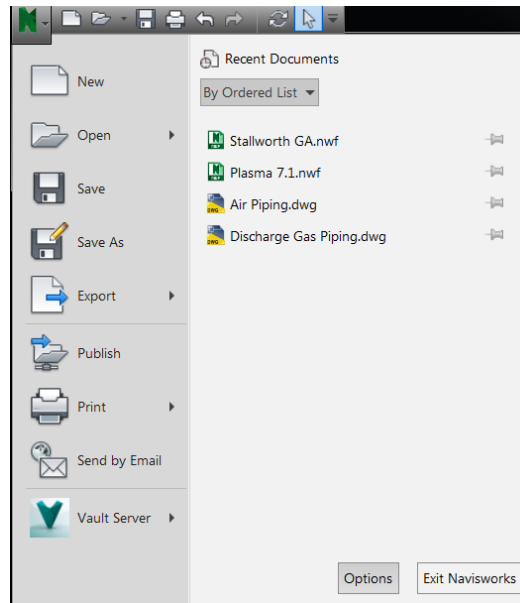 New
Open
Save
Save As
Export
Publish
Print
Send by Email
Vault Server
Recent Documents
By Ordered List
Stallworth GA.nwf
Plasma 7.1.nwf
Air Piping.dwg
Discharge Gas Piping.dwg
Options
Exit Navisworks